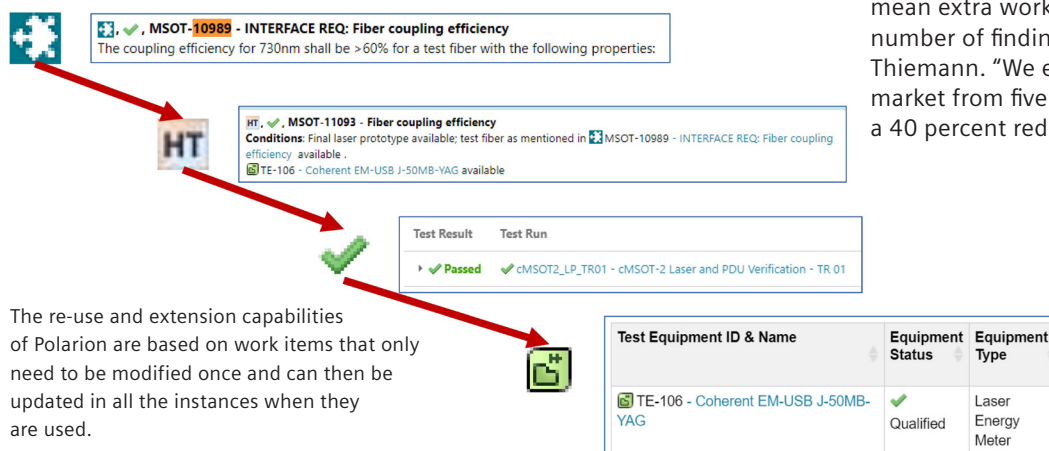 , , MSOT-10989 - INTERFACE REQ: Fiber coupling efficiency
The coupling efficiency for 730nm shall be >60% for a test fiber with the following properties:
mean extra work
number of findin
Thiemann. “We e
market from five
a 40 percent red
HT
HT, , MSOT-11093 - Fiber coupling efficiency
Conditions: Final laser prototype available; test fiber as mentioned in MSOT-10989 - INTERFACE REQ: Fiber coupling
efficiency available .
TE-106 - Coherent EM-USB J-50MB-YAG available
Test Result Test Run
Passed cMSOT2_LP_TR01 - cMSOT-2 Laser and PDU Verification - TR 01
The re-use and extension capabilities
of Polarion are based on work items that only
need to be modified once and can then be
updated in all the instances when they
are used.
Test Equipment ID & Name
Equipment
Status
Equipment
Type
TE-106 - Coherent EM-USB J-50MB-
YAG
Qualified
Laser
Energy
Meter